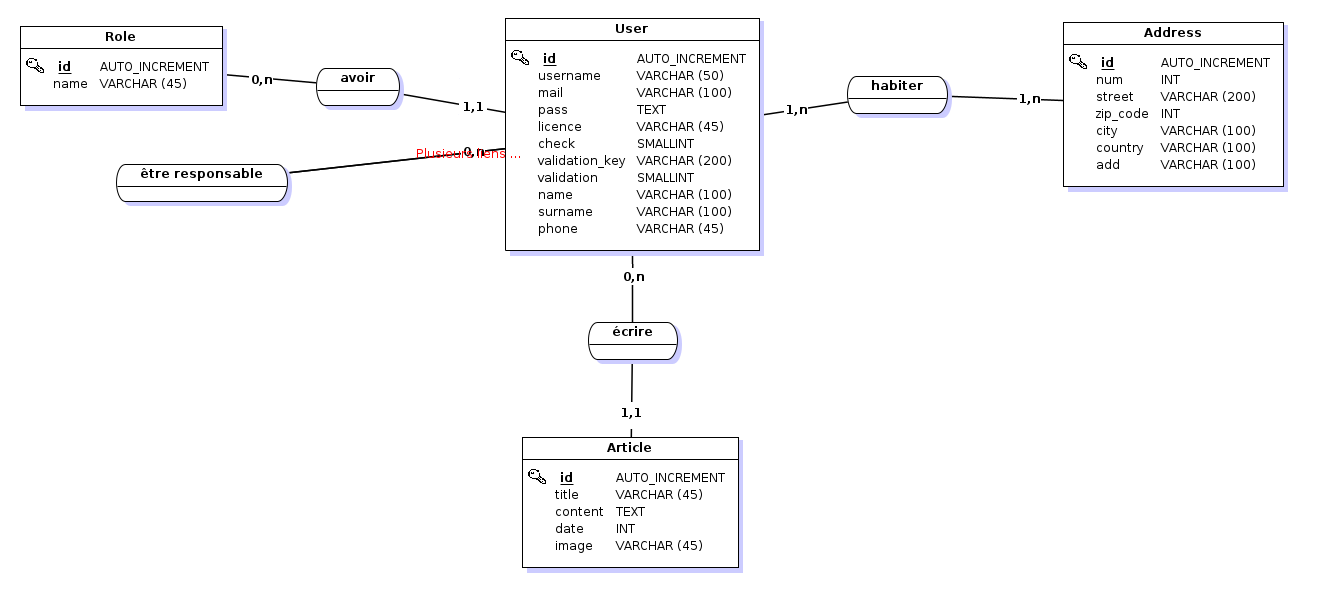 Role
id AUTO_INCREMENT
name VARCHAR (45)
0,n
avoir
1,1
être responsable
0,n
Plusieurs liens ...
User
id AUTO_INCREMENT
username VARCHAR (50)
mail VARCHAR (100)
pass TEXT
licence VARCHAR (45)
check SMALLINT
validation_key VARCHAR (200)
validation SMALLINT
name VARCHAR (100)
surname VARCHAR (100)
phone VARCHAR (45)
1,n
habiter
1,n
Address
id AUTO_INCREMENT
num INT
street VARCHAR (200)
zip_code INT
city VARCHAR (100)
country VARCHAR (100)
add VARCHAR (100)
0,n
écrire
1,1
Article
id AUTO_INCREMENT
title VARCHAR (45)
content TEXT
date INT
image VARCHAR (45)